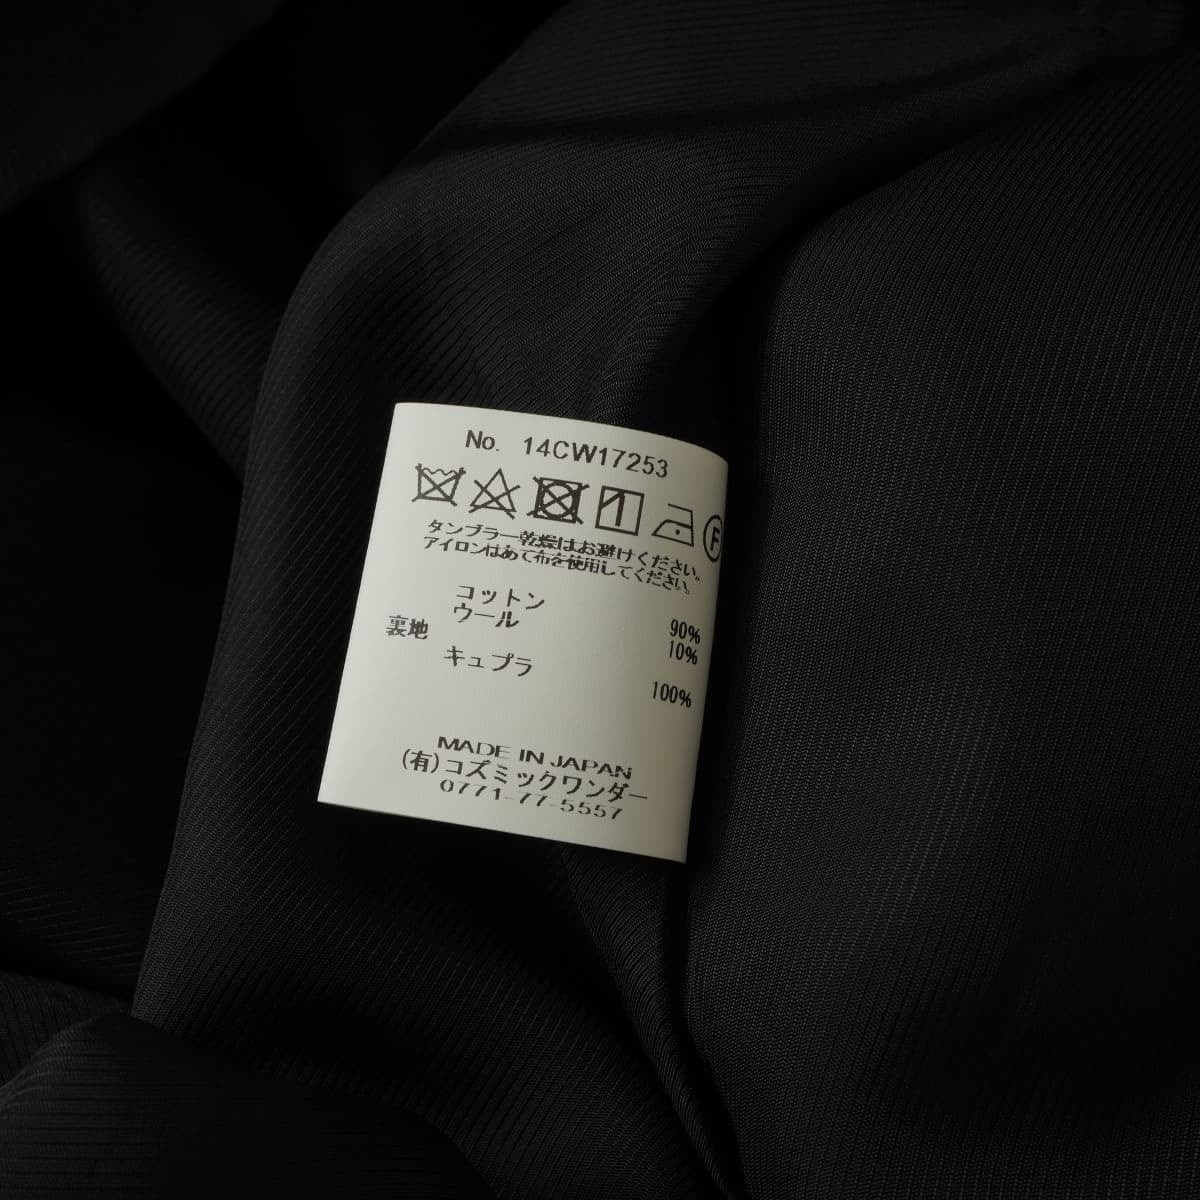 No. 14CW17253
F
タンブラー乾燥はお避けください。
アイロンはあて布を使用してください。
コットン 90%
ウール 10%
裏地
キュプラ 100%
MADE IN JAPAN
(有)コズミックワンダー
0771-77-5557